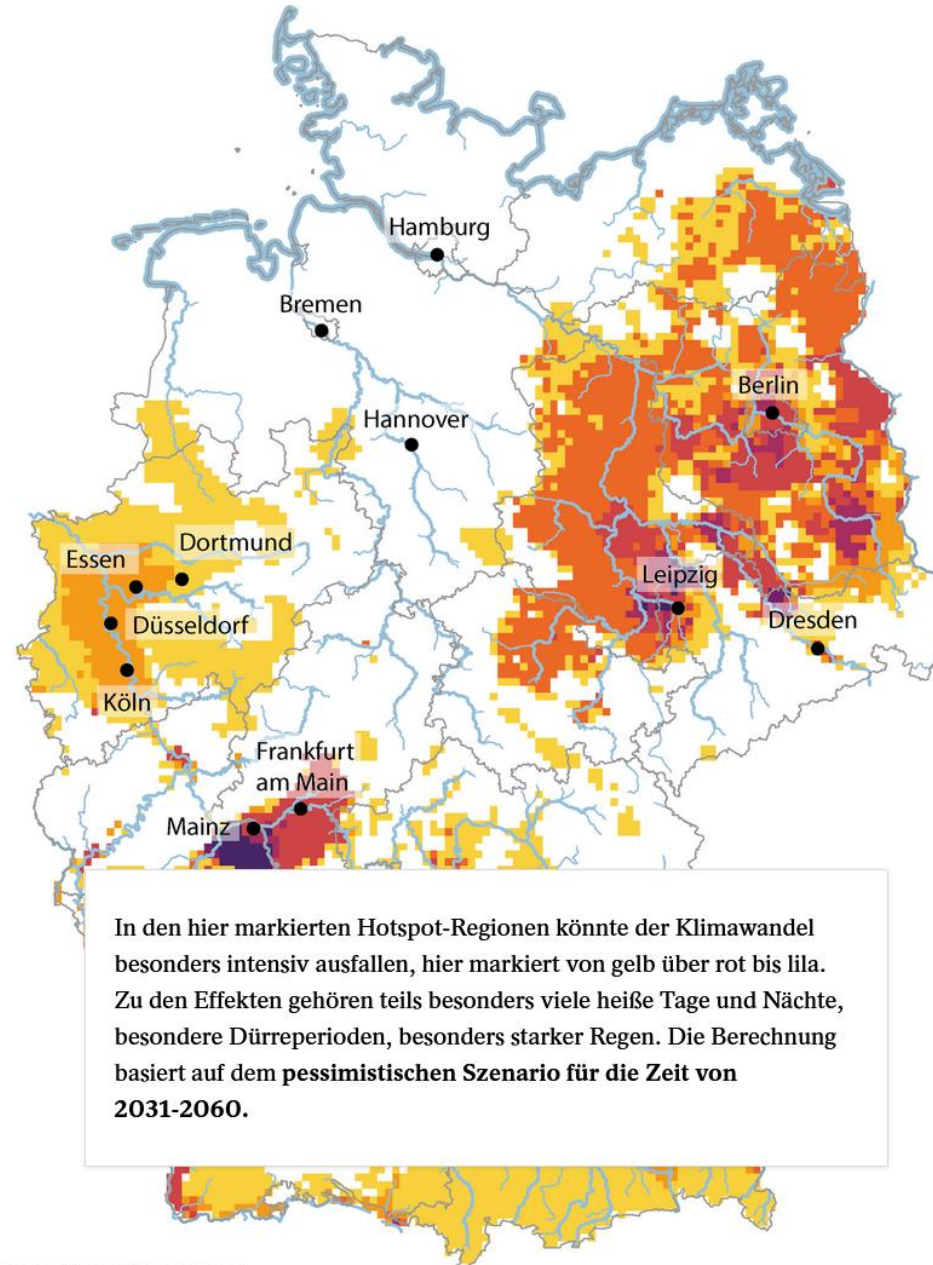 Hamburg
Bremen
Berlin
Hannover
Dortmund
Essen
Leipzig
Düsseldorf
Dresden
Köln
Frankfurt
am Main
Mainz
In den hier markierten Hotspot-Regionen könnte der Klimawandel
besonders intensiv ausfallen, hier markiert von gelb über rot bis lila.
Zu den Effekten gehören teils besonders viele heiße Tage und Nächte,
besondere Dürreperioden, besonders starker Regen. Die Berechnung
basiert auf dem pessimistischen Szenario für die Zeit von
2031-2060.